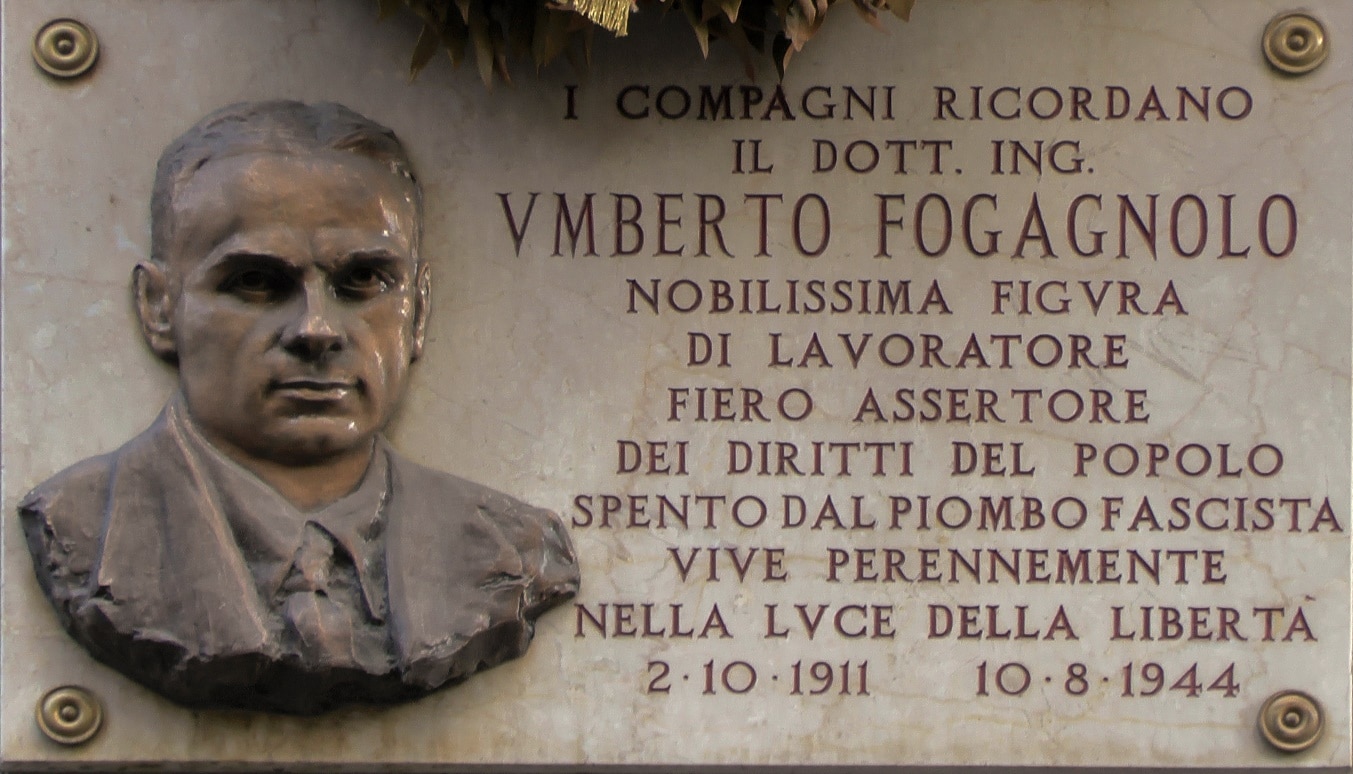 I COMPAGNI RICORDANO
IL DOTT. ING.
VMBERTO FOGAGNOLO
NOBILISSIMA FIGVRA
DI LAVORATORE
FIERO ASSERTORE
DEI DIRITTI DEL POPOLO
SPENTO DAL PIOMBO FASCISTA
VIVE PERENNEMENTE
NELLA LVCE DELLA LIBERTÀ
2·10·1911 10·8·1944